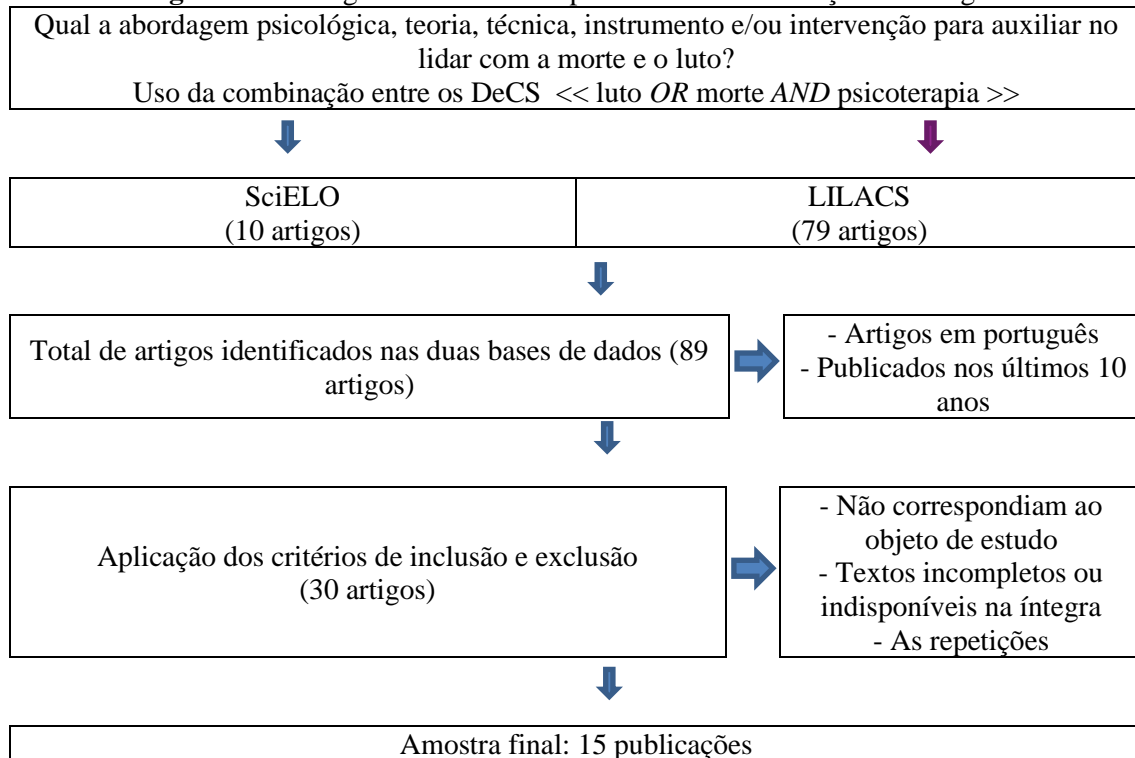 Qual a abordagem psicológica, teoria, técnica, instrumento e/ou intervenção para auxiliar no
lidar com a morte e o luto?
Uso da combinação entre os DeCS << luto OR morte AND psicoterapia >>
SciELO
(10 artigos)
LILACS
(79 artigos)
Total de artigos identificados nas duas bases de dados (89
artigos)
- Artigos em português
- Publicados nos últimos 10
anos
Aplicação dos critérios de inclusão e exclusão
(30 artigos)
- Não correspondiam ao
objeto de estudo
- Textos incompletos ou
indisponíveis na íntegra
- As repetições
Amostra final: 15 publicações